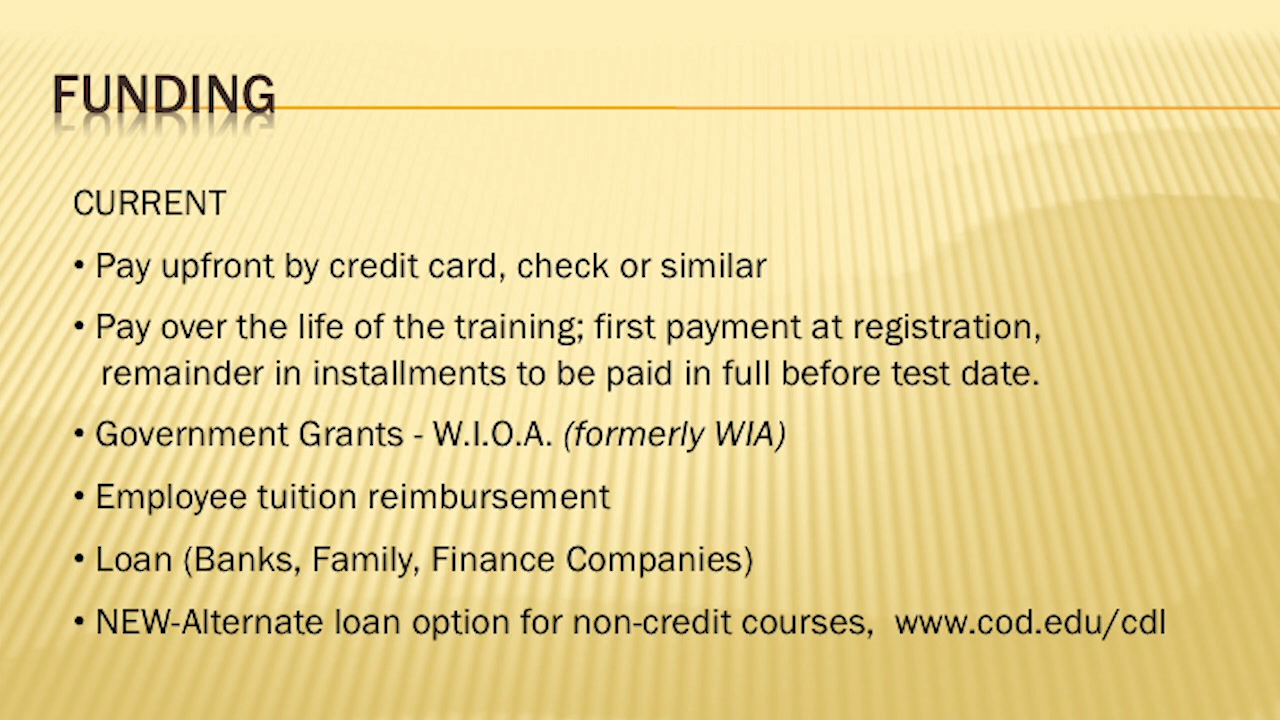 FUNDING
CURRENT
• Pay upfront by credit card, check or similar
• Pay over the life of the training; first payment at registration,
remainder in installments to be paid in full before test date.
• Government Grants - W.I.O.A. (formerly WIA)
• Employee tuition reimbursement
• Loan (Banks, Family, Finance Companies)
• NEW-Alternate loan option for non-credit courses, www.cod.edu/cdl